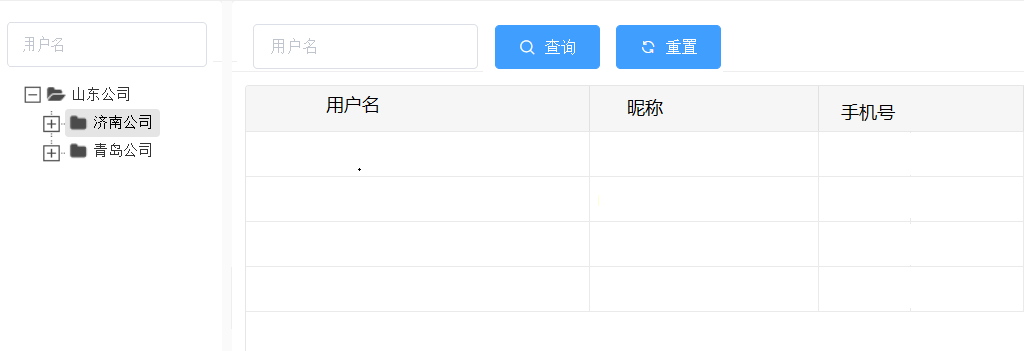 用户名
山东公司
济南公司
青岛公司
用户名 查询 重置
用户名 昵称 手机号